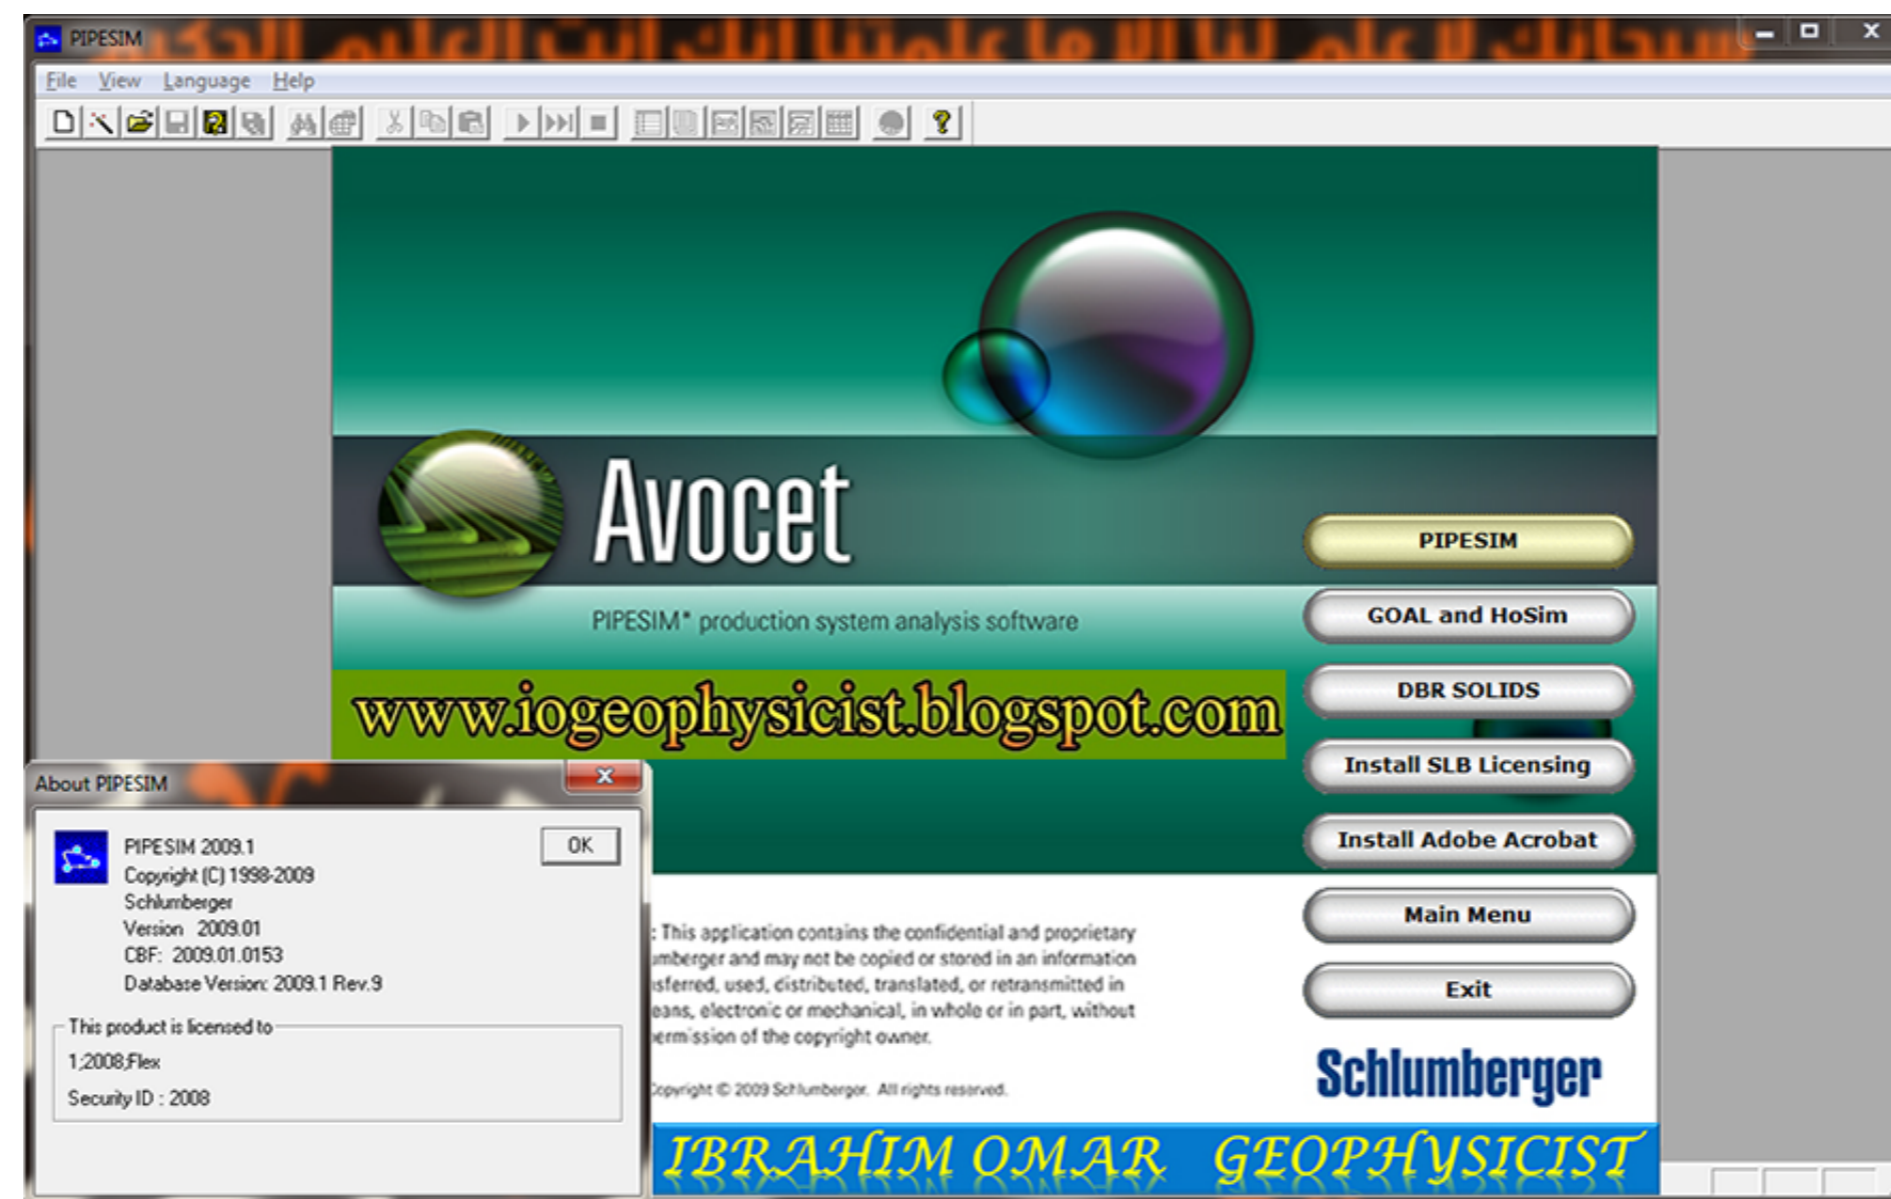 PIPESIM
سبحانك لا علم لنا الا ما علمتنا انك انت العليم الحكيم
File View Language Help
Avocet
PIPESIM* production system analysis software
www.iogeophysicist.blogspot.com
PIPESIM
GOAL and HoSim
DBR SOLIDS
Install SLB Licensing
Install Adobe Acrobat
Main Menu
Exit
About PIPESIM
OK
PIPESIM 2009.1
Copyright (C) 1998-2009
Schlumberger
Version 2009.01
CBF: 2009.01.0153
Database Version: 2009.1 Rev.9
This product is licensed to
1;2008;Flex
Security ID : 2008
: This application contains the confidential and proprietary
umberger and may not be copied or stored in an information
sferred, used, distributed, translated, or retransmitted in
eans, electronic or mechanical, in whole or in part, without
ermission of the copyright owner.
Copyright © 2009 Schlumberger. All rights reserved.
Schlumberger
IBRAHIM OMAR GEOPHYSICIST